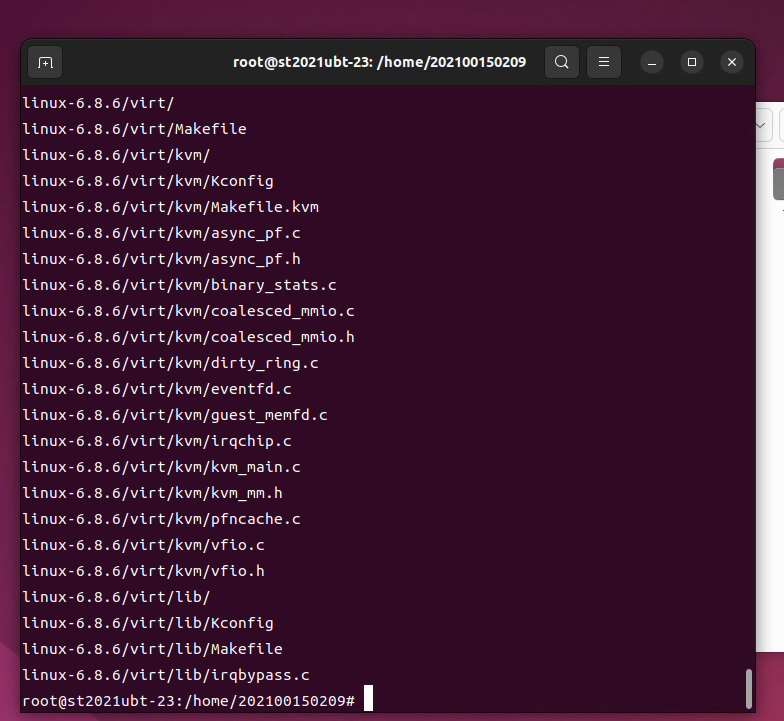 root@st2021ubt-23: /home/202100150209
linux-6.8.6/virt/
linux-6.8.6/virt/Makefile
linux-6.8.6/virt/kvm/
linux-6.8.6/virt/kvm/Kconfig
linux-6.8.6/virt/kvm/Makefile.kvm
linux-6.8.6/virt/kvm/async_pf.c
linux-6.8.6/virt/kvm/async_pf.h
linux-6.8.6/virt/kvm/binary_stats.c
linux-6.8.6/virt/kvm/coalesced_mmio.c
linux-6.8.6/virt/kvm/coalesced_mmio.h
linux-6.8.6/virt/kvm/dirty_ring.c
linux-6.8.6/virt/kvm/eventfd.c
linux-6.8.6/virt/kvm/guest_memfd.c
linux-6.8.6/virt/kvm/irqchip.c
linux-6.8.6/virt/kvm/kvm_main.c
linux-6.8.6/virt/kvm/kvm_mm.h
linux-6.8.6/virt/kvm/pfncache.c
linux-6.8.6/virt/kvm/vfio.c
linux-6.8.6/virt/kvm/vfio.h
linux-6.8.6/virt/lib/
linux-6.8.6/virt/lib/Kconfig
linux-6.8.6/virt/lib/Makefile
linux-6.8.6/virt/lib/irqbypass.c
root@st2021ubt-23:/home/202100150209#